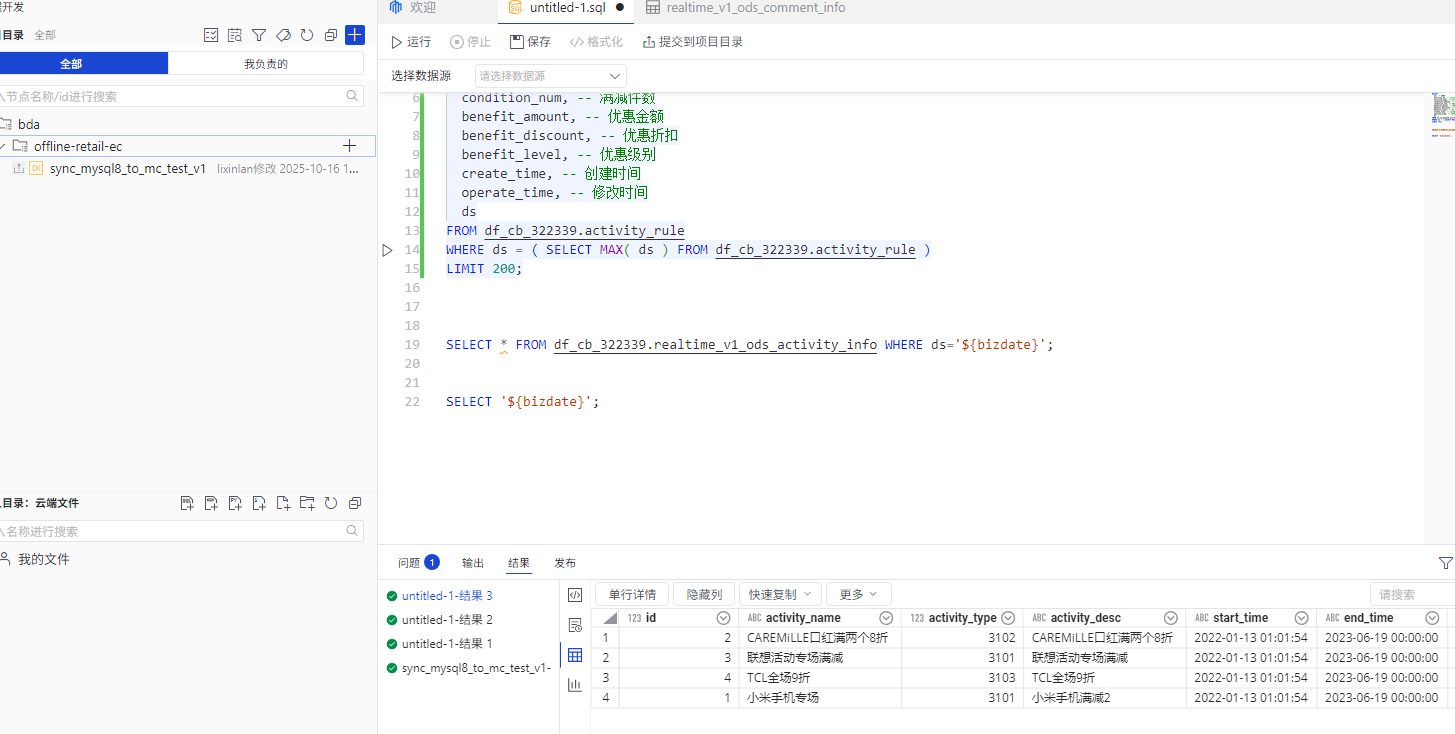 开发
欢迎
untitled-1.sql
realtime_v1_ods_comment_info
目录 全部
运行 停止 保存 格式化 提交到项目目录
全部 我负责的
选择数据源 请选择数据源
节点名称/id进行搜索
bda
offline-retail-ec
sync_mysql8_to_mc_test_v1 lixinlan修改 2025-10-16 1...
6 condition_num, -- 满减件数
7 benefit_amount, -- 优惠金额
8 benefit_discount, -- 优惠折扣
9 benefit_level, -- 优惠级别
10 create_time, -- 创建时间
11 operate_time, -- 修改时间
12 ds
13 FROM df_cb_322339.activity_rule
14 WHERE ds = ( SELECT MAX( ds ) FROM df_cb_322339.activity_rule )
15 LIMIT 200;
16
17
18
19 SELECT * FROM df_cb_322339.realtime_v1_ods_activity_info WHERE ds='${bizdate}';
20
21
22 SELECT '${bizdate}';
目录：云端文件
名称进行搜索
我的文件
问题 1 输出 结果 发布
untitled-1-结果 3
untitled-1-结果 2
untitled-1-结果 1
sync_mysql8_to_mc_test_v1-
单行详情 隐藏列 快速复制 更多 请搜索
123 id ABC activity_name 123 activity_type ABC activity_desc ABC start_time ABC end_time
1 2 CAREMiLLE口红满两个8折 3102 CAREMiLLE口红满两个8折 2022-01-13 01:01:54 2023-06-19 00:00:00
2 3 联想活动专场满减 3101 联想活动专场满减 2022-01-13 01:01:54 2023-06-19 00:00:00
3 4 TCL全场9折 3103 TCL全场9折 2022-01-13 01:01:54 2023-06-19 00:00:00
4 1 小米手机专场 3101 小米手机满减2 2022-01-13 01:01:54 2023-06-19 00:00:00